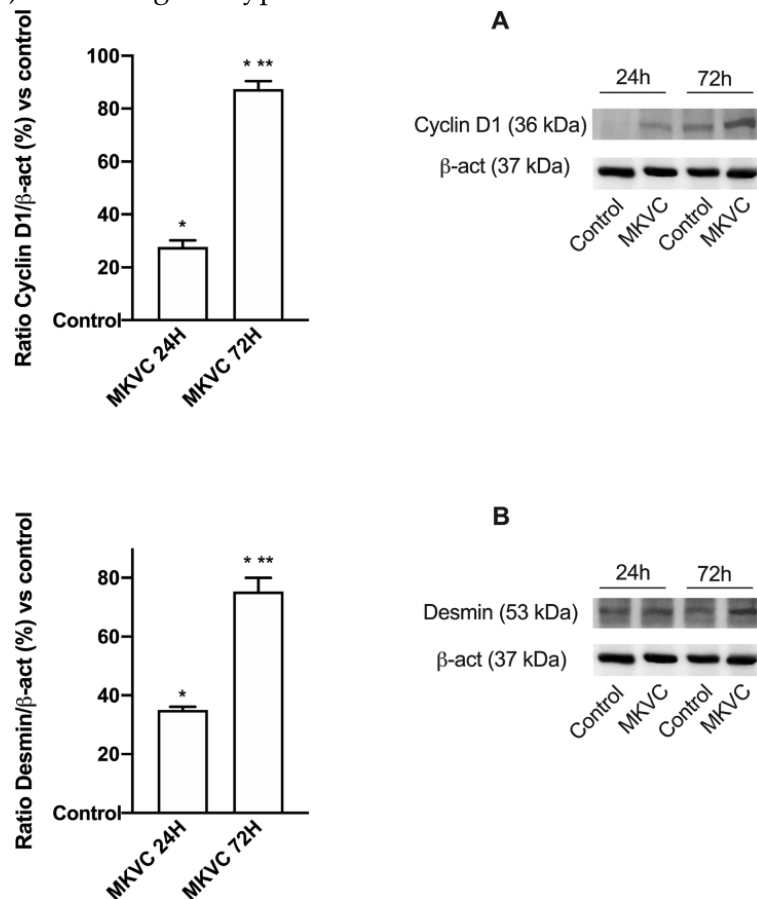 A
Ratio Cyclin D1/β-act (%) vs control
100
80
60
40
20
Control
* **
*
MKVC 24H
MKVC 72H
24h 72h
Cyclin D1 (36 kDa)
β-act (37 kDa)
Control MKVC Control MKVC
B
Ratio Desmin/β-act (%) vs control
80
60
40
20
Control
* **
*
MKVC 24H
MKVC 72H
24h 72h
Desmin (53 kDa)
β-act (37 kDa)
Control MKVC Control MKVC